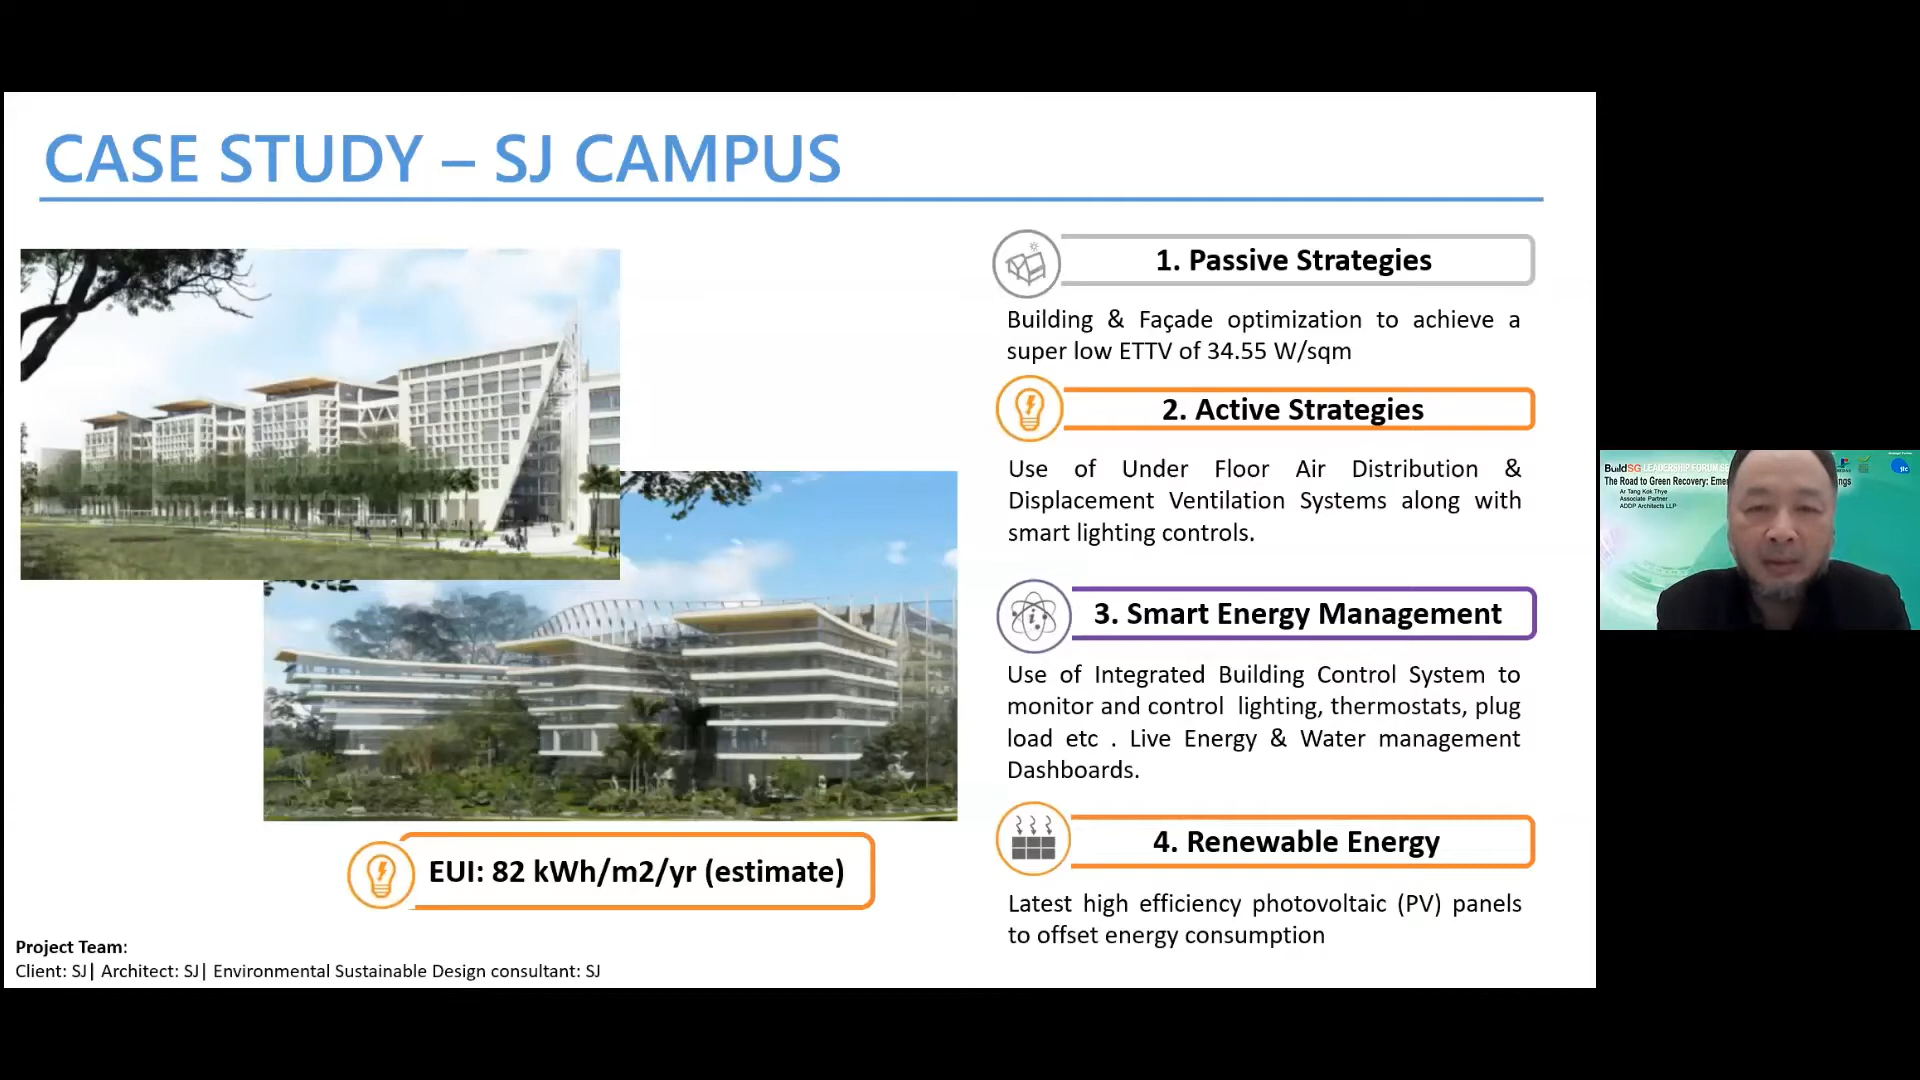 CASE STUDY – SJ CAMPUS
1. Passive Strategies
Building & Façade optimization to achieve a
super low ETTV of 34.55 W/sqm
2. Active Strategies
Use of Under Floor Air Distribution &
Displacement Ventilation Systems along with
smart lighting controls.
3. Smart Energy Management
Use of Integrated Building Control System to
monitor and control lighting, thermostats, plug
load etc . Live Energy & Water management
Dashboards.
4. Renewable Energy
Latest high efficiency photovoltaic (PV) panels
to offset energy consumption
EUI: 82 kWh/m2/yr (estimate)
Project Team:
Client: SJ| Architect: SJ| Environmental Sustainable Design consultant: SJ
BuildSG LEADERSHIP FORUM
The Road to Green Recovery:
Ar Tang Kok Thye
Associate Partner
ADDP Architects LLP
jtc